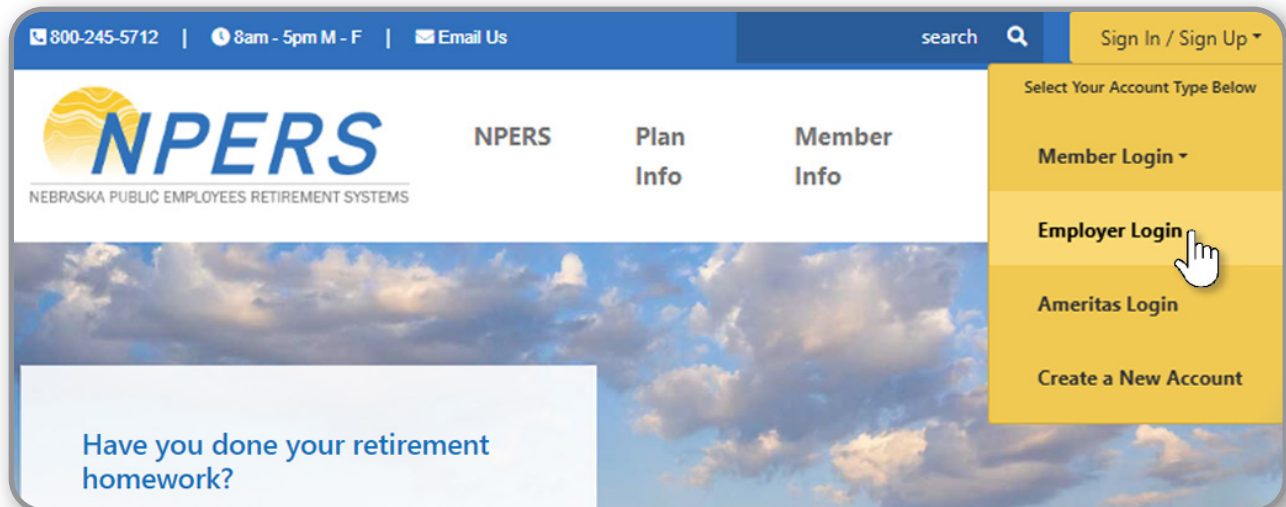 800-245-5712 | 8am - 5pm M - F | Email Us search Sign In / Sign Up
Select Your Account Type Below
NPERS
NEBRASKA PUBLIC EMPLOYEES RETIREMENT SYSTEMS
NPERS
Plan
Info
Member
Info
Member Login
Employer Login
Ameritas Login
Create a New Account
Have you done your retirement
homework?